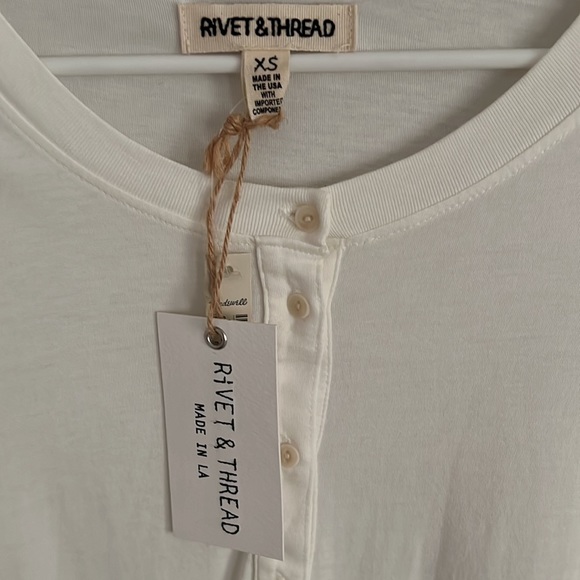 RiVET & THREAD
XS
MADE IN
THE USA
WITH
IMPORTED
RiVET & THREAD
MADE IN LA